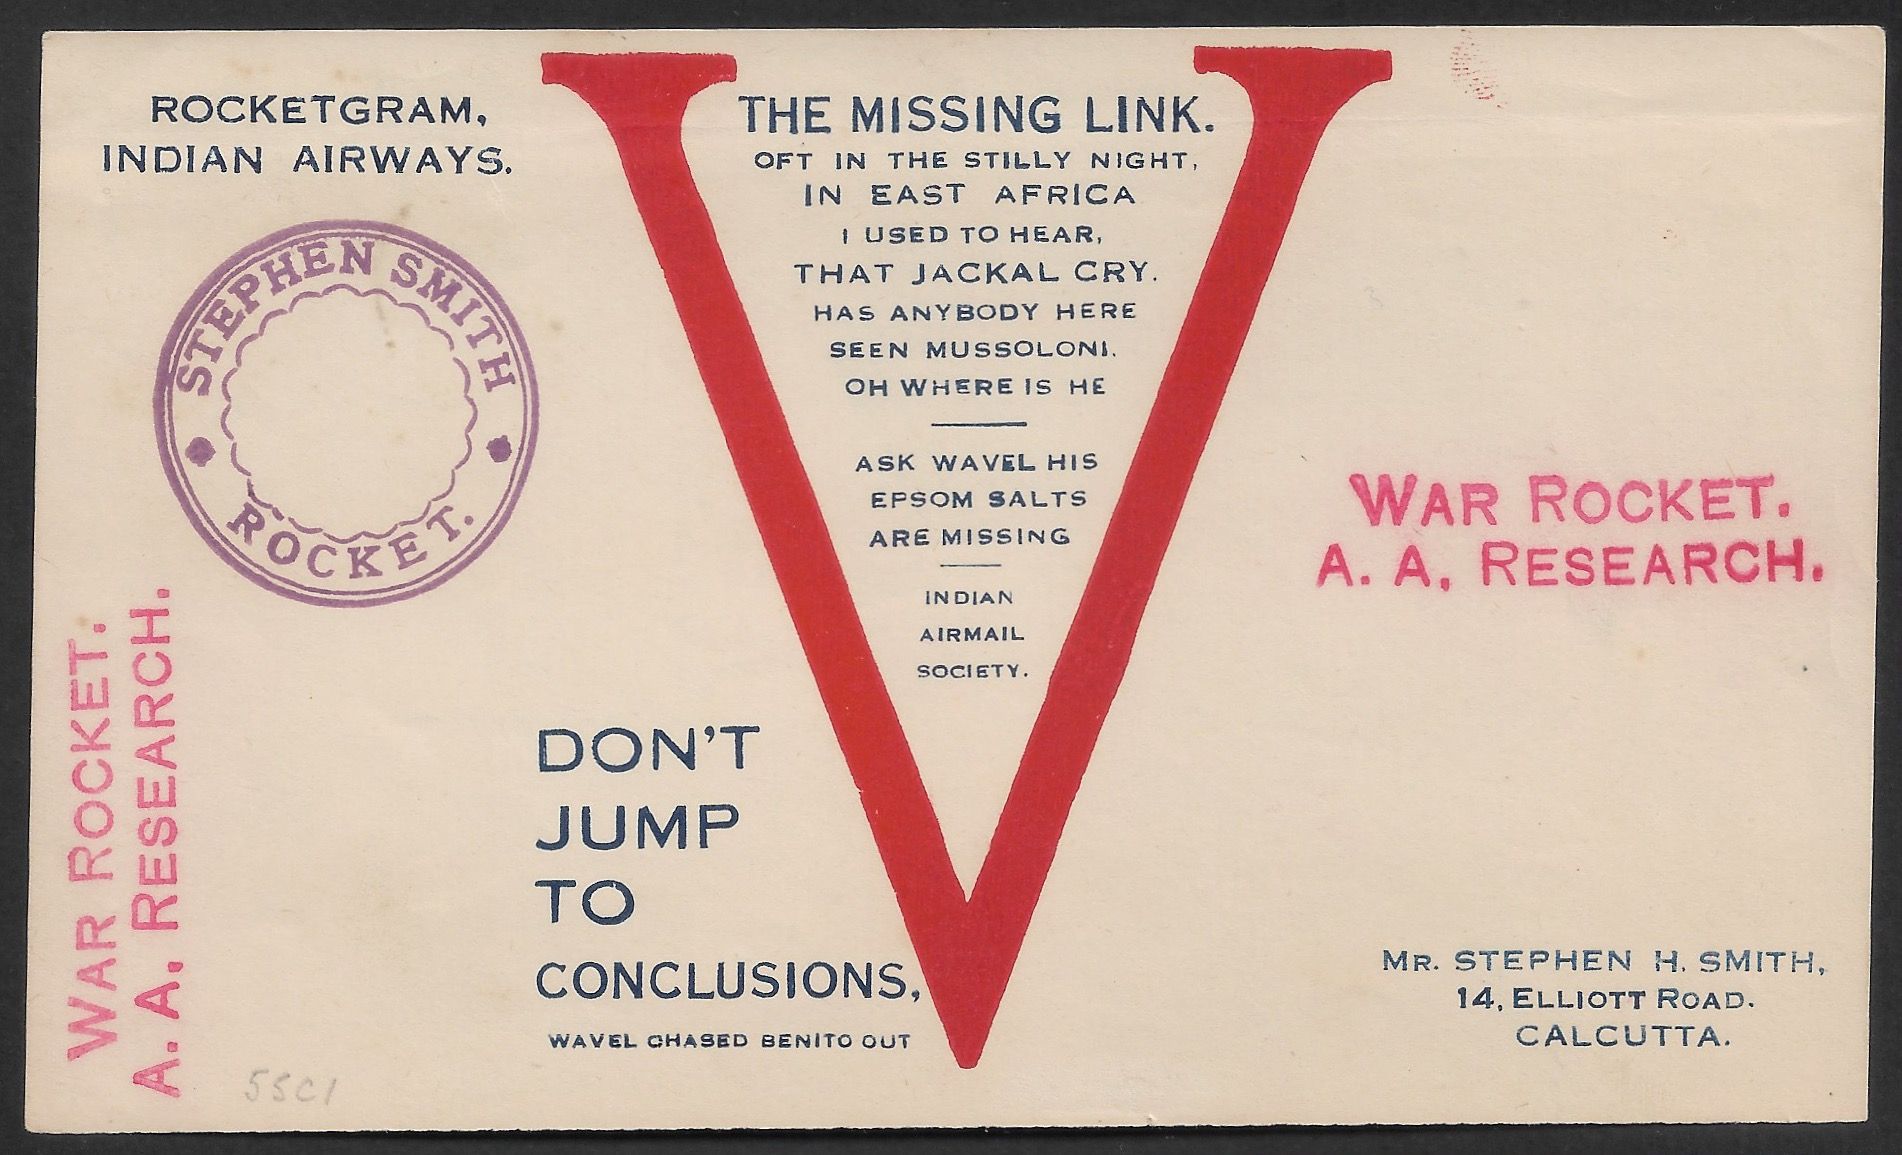 ROCKETGRAM,
INDIAN AIRWAYS.
STEPHEN SMITH
ROCKET.
WAR ROCKET.
A. A. RESEARCH.
V
THE MISSING LINK.
OFT IN THE STILLY NIGHT,
IN EAST AFRICA
I USED TO HEAR,
THAT JACKAL CRY.
HAS ANYBODY HERE
SEEN MUSSOLONI.
OH WHERE IS HE
ASK WAVEL HIS
EPSOM SALTS
ARE MISSING
INDIAN
AIRMAIL
SOCIETY.
DON'T
JUMP
TO
CONCLUSIONS,
WAVEL CHASED BENITO OUT
WAR ROCKET.
A. A. RESEARCH.
MR. STEPHEN H. SMITH,
14, ELLIOTT ROAD.
CALCUTTA.
5SC1